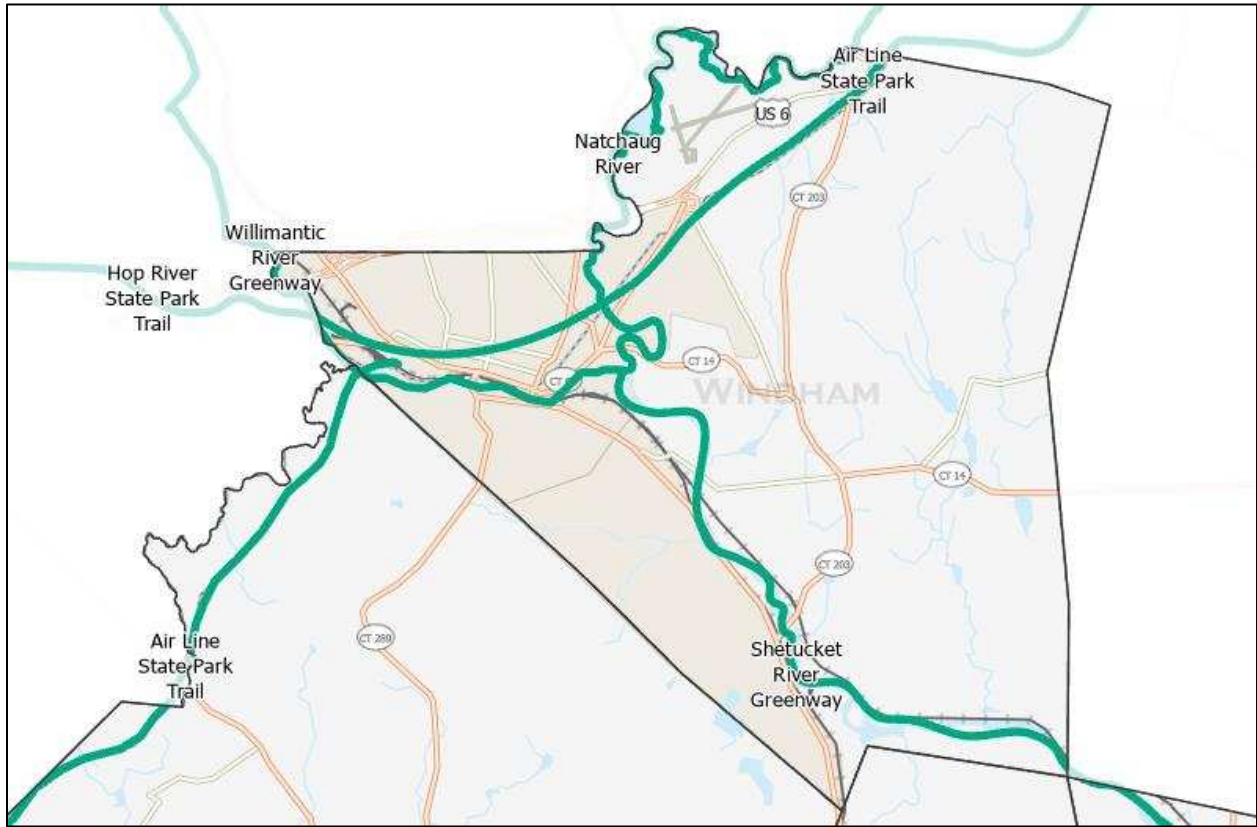 Air Line
State Park
Trail
US 6
Natchaug
River
CT 203
Willimantic
River
Greenway
Hop River
State Park
Trail
CT 14
CT
WINDHAM
CT 14
CT 203
Air Line
State Park
Trail
CT 289
Shetucket
River
Greenway